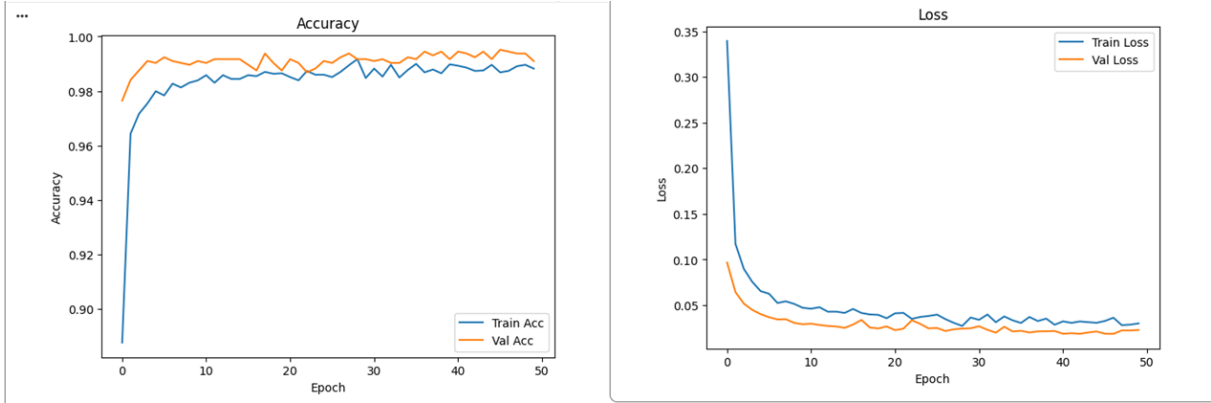 ...
Accuracy
1.00
0.98
0.96
0.94
0.92
0.90
Accuracy
Train Acc
Val Acc
0 10 20 30 40 50
Epoch
Loss
0.35
0.30
0.25
0.20
0.15
0.10
0.05
Loss
Train Loss
Val Loss
0 10 20 30 40 50
Epoch